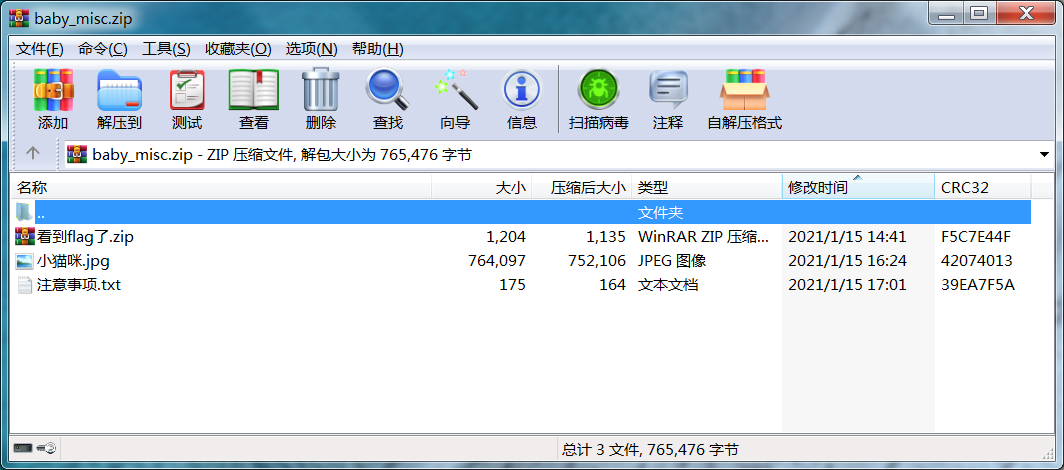 baby_misc.zip
文件(F) 命令(C) 工具(S) 收藏夹(O) 选项(N) 帮助(H)
添加 解压到 测试 查看 删除 查找 向导 信息 扫描病毒 注释 自解压格式
baby_misc.zip - ZIP 压缩文件, 解包大小为 765,476 字节
名称 大小 压缩后大小 类型 修改时间 CRC32
.. 文件夹
看到flag了.zip 1,204 1,135 WinRAR ZIP 压缩... 2021/1/15 14:41 F5C7E44F
小猫咪.jpg 764,097 752,106 JPEG 图像 2021/1/15 16:24 42074013
注意事项.txt 175 164 文本文档 2021/1/15 17:01 39EA7F5A
总计 3 文件, 765,476 字节